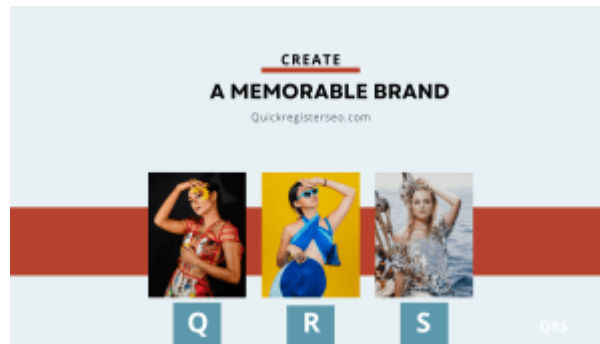 CREATE
A MEMORABLE BRAND
Quickregisterseo.com
Q R S
QRS